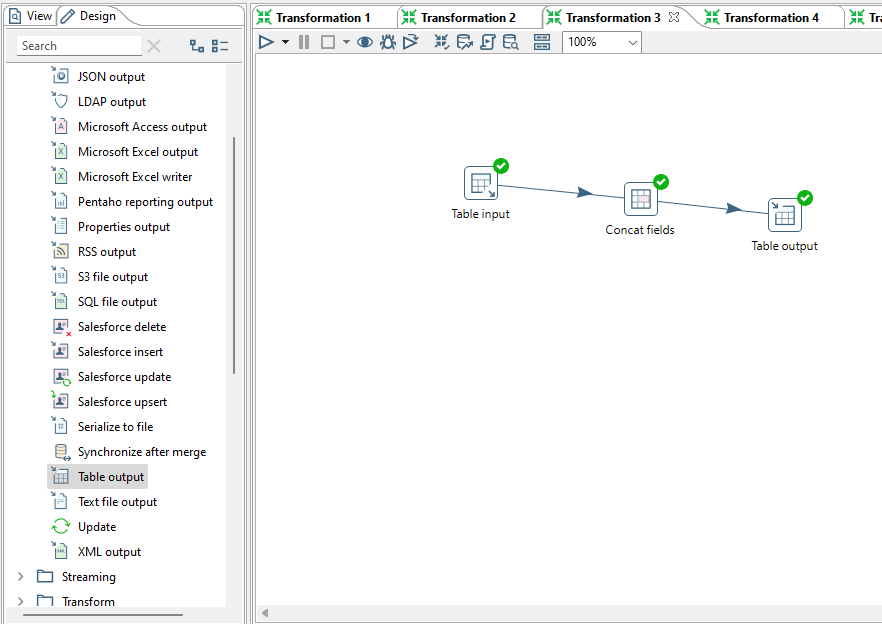 View
Design
Transformation 1
Transformation 2
Transformation 3
Transformation 4
Search
100%
JSON output
LDAP output
Microsoft Access output
Microsoft Excel output
Microsoft Excel writer
Pentaho reporting output
Properties output
RSS output
S3 file output
SQL file output
Salesforce delete
Salesforce insert
Salesforce update
Salesforce upsert
Serialize to file
Synchronize after merge
Table output
Text file output
Update
XML output
Streaming
Transform
Table input
Concat fields
Table output